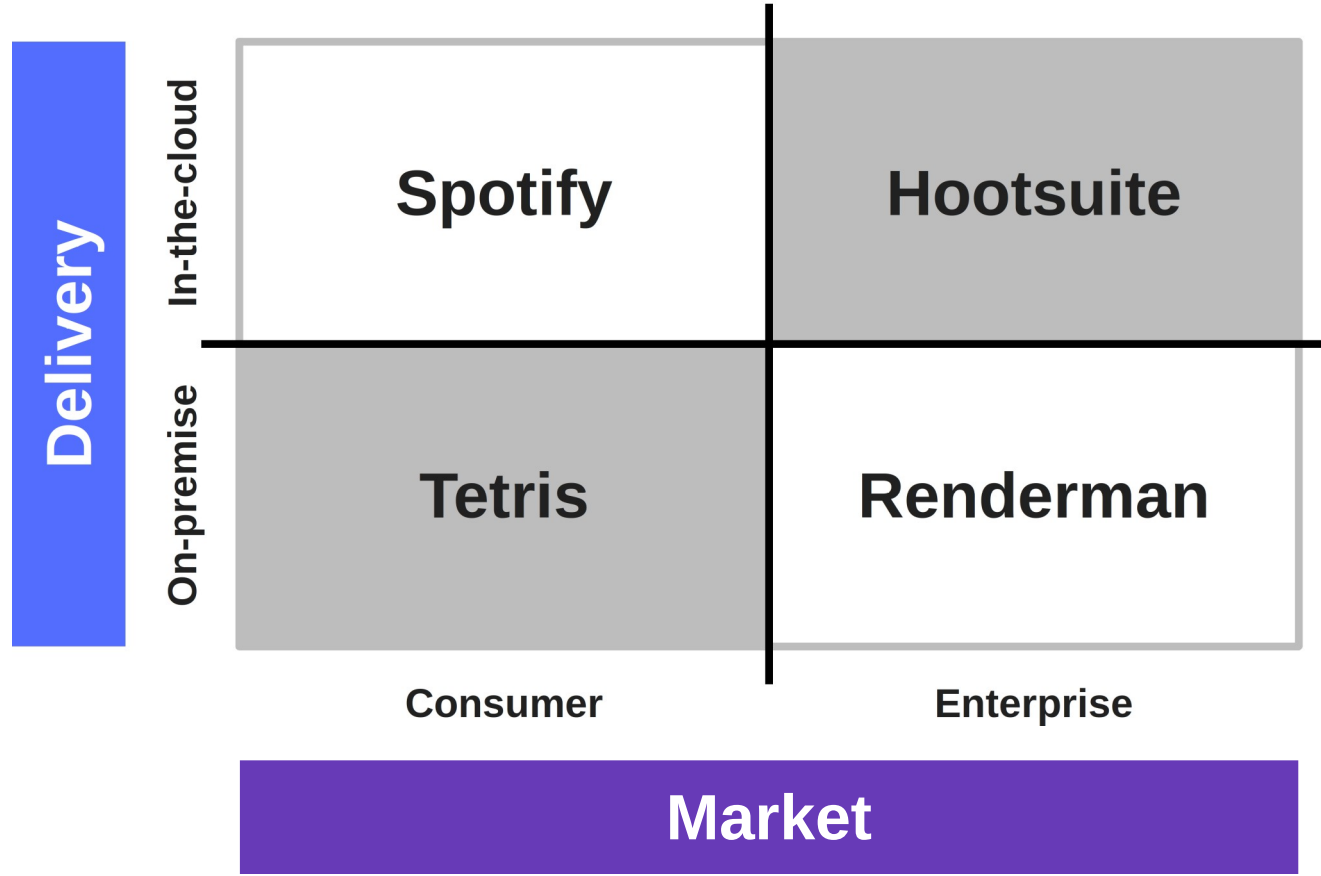 Delivery
In-the-cloud
On-premise
Spotify
Hootsuite
Tetris
Renderman
Consumer
Enterprise
Market